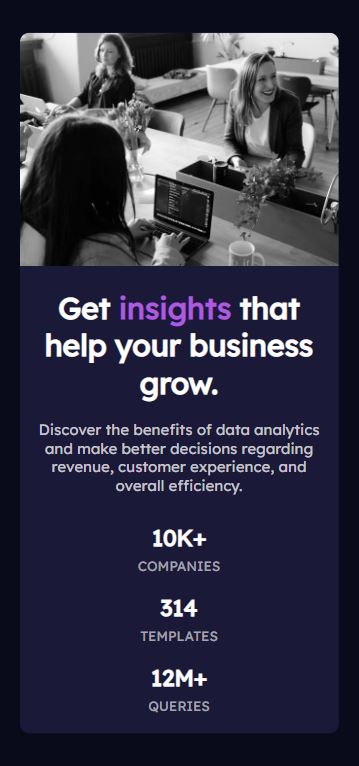 Get insights that
help your business
grow.
Discover the benefits of data analytics
and make better decisions regarding
revenue, customer experience, and
overall efficiency.
10K+
COMPANIES
314
TEMPLATES
12M+
QUERIES